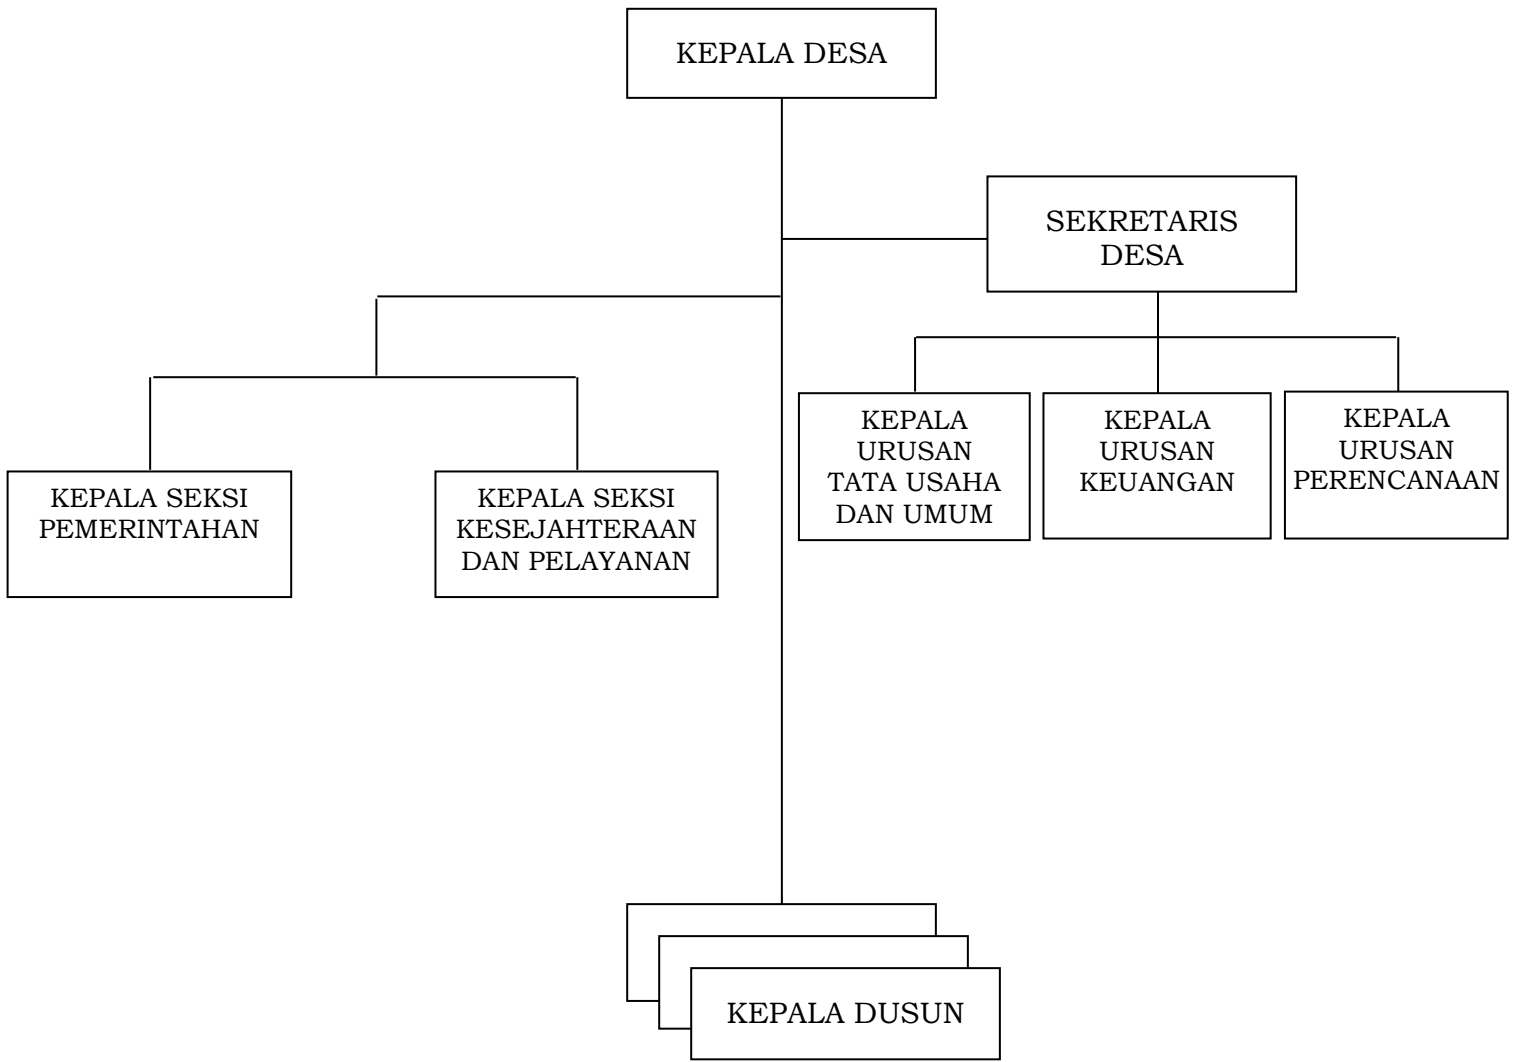 KEPALA DESA
SEKRETARIS
DESA
KEPALA
URUSAN
TATA USAHA
DAN UMUM
KEPALA
URUSAN
KEUANGAN
KEPALA
URUSAN
PERENCANAAN
KEPALA SEKSI
PEMERINTAHAN
KEPALA SEKSI
KESEJAHTERAAN
DAN PELAYANAN
KEPALA DUSUN